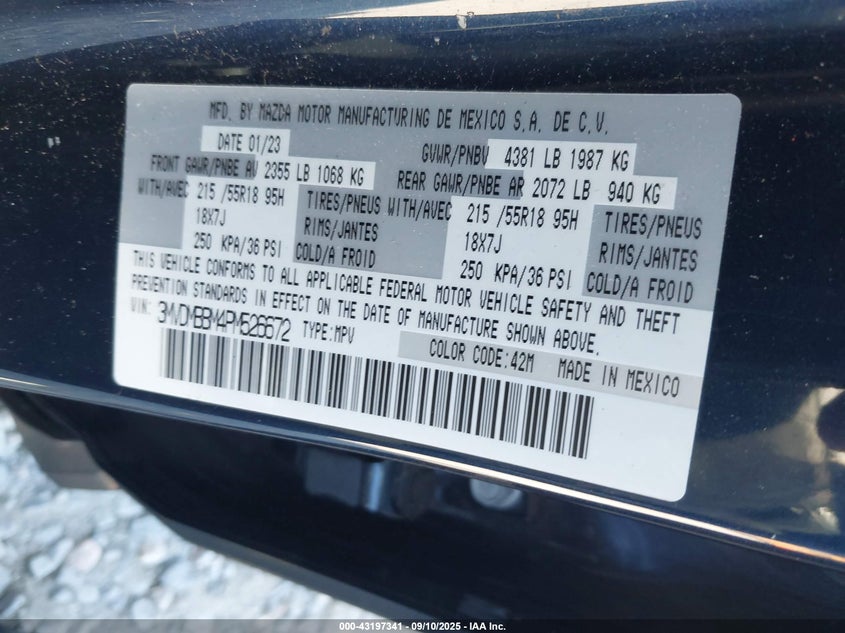 MFD. BY MAZDA MOTOR MANUFACTURING DE MEXICO S.A. DE C.V.
DATE 01/23 GVWR/PNBV 4381 LB 1987 KG
FRONT GAWR/PNBE AV 2355 LB 1068 KG REAR GAWR/PNBE AR 2072 LB 940 KG
WITH/AVEC 215 /55R18 95H TIRES/PNEUS WITH/AVEC 215 /55R18 95H TIRES/PNEUS
18X7J RIMS/JANTES 18X7J RIMS/JANTES
250 KPA/36 PSI COLD/A FROID 250 KPA/36 PSI COLD/A FROID
THIS VEHICLE CONFORMS TO ALL APPLICABLE FEDERAL MOTOR VEHICLE SAFETY AND THEFT
PREVENTION STANDARDS IN EFFECT ON THE DATE OF MANUFACTURE SHOWN ABOVE.
VIN: 3MVDMBBM4PM526672 TYPE:MPV
COLOR CODE:42M MADE IN MEXICO
000-43197341 - 09/10/2025 - IAA Inc.